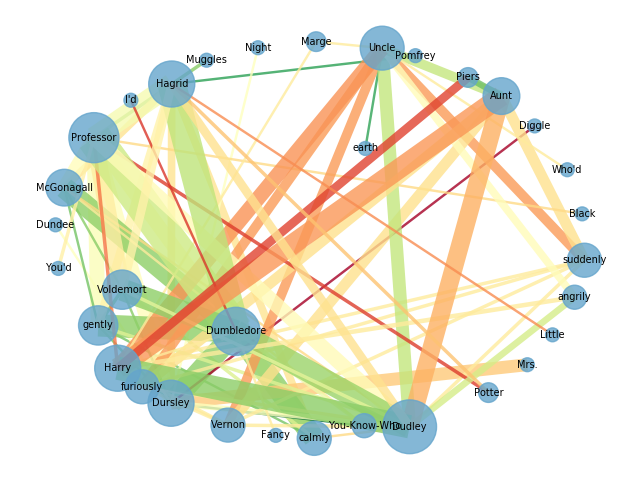 Marge
Night
Uncle
Pomfrey
Muggles
Piers
Hagrid
Aunt
I'd
Diggle
Professor
earth
Who'd
McGonagall
Black
Dundee
suddenly
You'd
Voldemort
angrily
gently
Dumbledore
Little
Harry
Mrs.
furiously
Potter
Dursley
Vernon
You-Know-Who
Dudley
Fancy
calmly